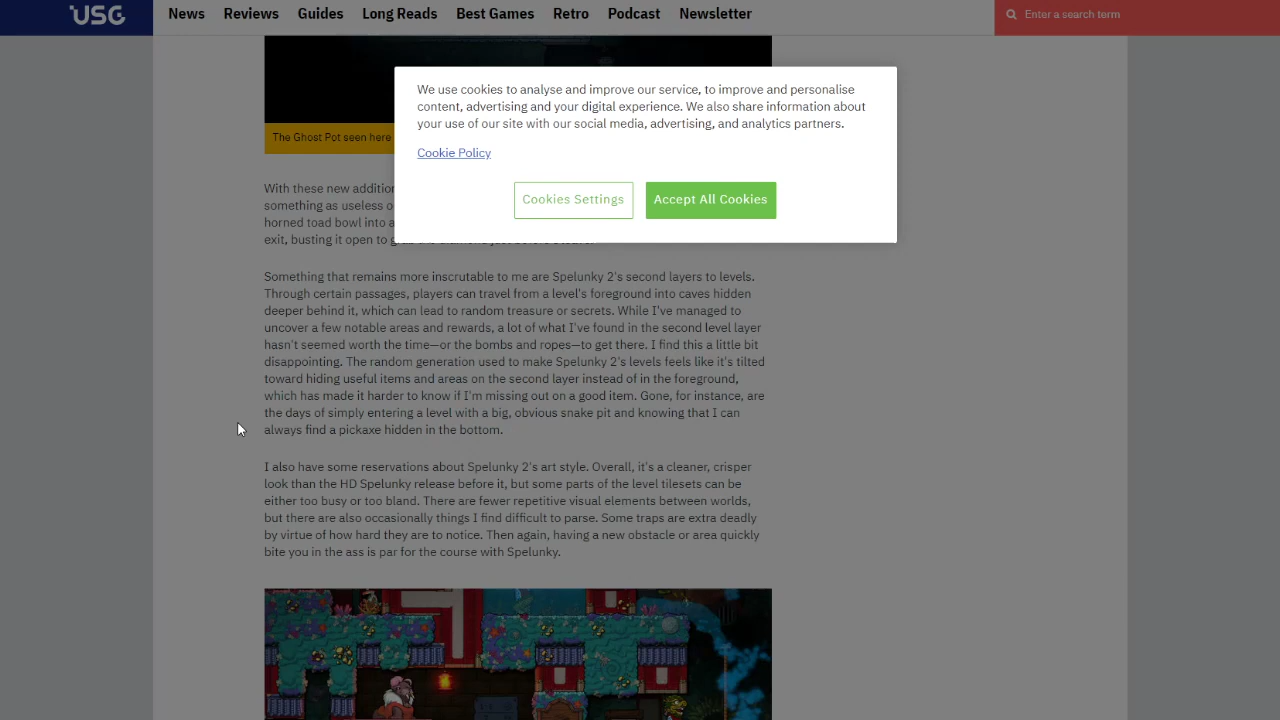 USG News Reviews Guides Long Reads Best Games Retro Podcast Newsletter Enter a search term
We use cookies to analyse and improve our service, to improve and personalise
content, advertising and your digital experience. We also share information about
your use of our site with our social media, advertising, and analytics partners.
Cookie Policy
Cookies Settings Accept All Cookies
The Ghost Pot seen here
With these new addition
something as useless o
horned toad bowl into a
exit, busting it open to
Something that remains more inscrutable to me are Spelunky 2's second layers to levels.
Through certain passages, players can travel from a level's foreground into caves hidden
deeper behind it, which can lead to random treasure or secrets. While I've managed to
uncover a few notable areas and rewards, a lot of what I've found in the second level layer
hasn't seemed worth the time—or the bombs and ropes—to get there. I find this a little bit
disappointing. The random generation used to make Spelunky 2's levels feels like it's tilted
toward hiding useful items and areas on the second layer instead of in the foreground,
which has made it harder to know if I'm missing out on a good item. Gone, for instance, are
the days of simply entering a level with a big, obvious snake pit and knowing that I can
always find a pickaxe hidden in the bottom.
I also have some reservations about Spelunky 2's art style. Overall, it's a cleaner, crisper
look than the HD Spelunky release before it, but some parts of the level tilesets can be
either too busy or too bland. There are fewer repetitive visual elements between worlds,
but there are also occasionally things I find difficult to parse. Some traps are extra deadly
by virtue of how hard they are to notice. Then again, having a new obstacle or area quickly
bite you in the ass is par for the course with Spelunky.